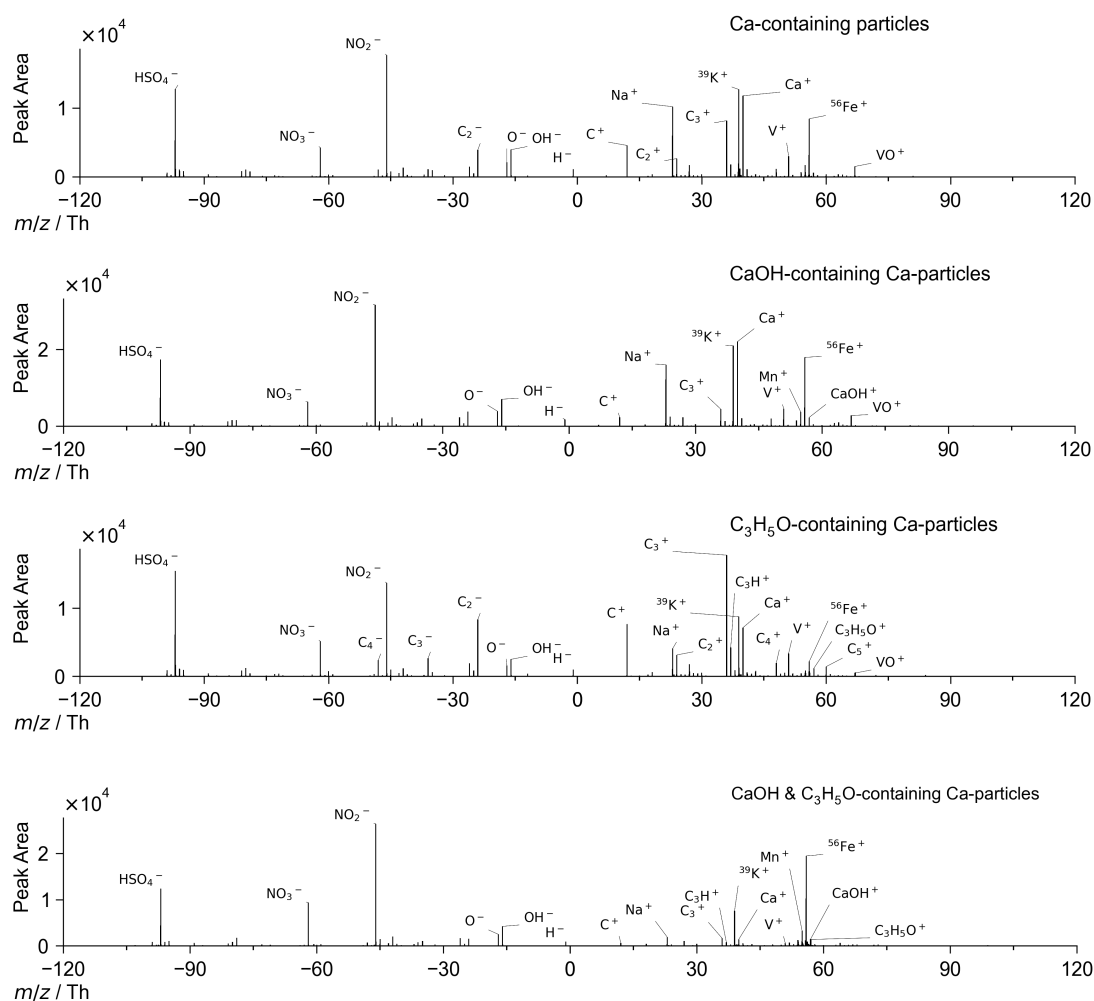 Ca-containing particles
×10⁴
Peak Area
1
0
HSO₄⁻
NO₃⁻
NO₂⁻
C₂⁻
O⁻
OH⁻
H⁻
C⁺
C₂⁺
Na⁺
C₃⁺
³⁹K⁺
Ca⁺
V⁺
⁵⁶Fe⁺
VO⁺
−120 −90 −60 −30 0 30 60 90 120
m/z / Th
CaOH-containing Ca-particles
×10⁴
Peak Area
2
0
HSO₄⁻
NO₃⁻
NO₂⁻
O⁻
OH⁻
H⁻
C⁺
Na⁺
C₃⁺
³⁹K⁺
Ca⁺
Mn⁺
V⁺
⁵⁶Fe⁺
CaOH⁺
VO⁺
−120 −90 −60 −30 0 30 60 90 120
m/z / Th
C₃H₅O-containing Ca-particles
×10⁴
Peak Area
1
0
HSO₄⁻
NO₃⁻
NO₂⁻
C₄⁻
C₃⁻
C₂⁻
O⁻
OH⁻
H⁻
C⁺
Na⁺
C₂⁺
C₃⁺
C₃H⁺
³⁹K⁺
Ca⁺
C₄⁺
V⁺
⁵⁶Fe⁺
C₃H₅O⁺
C₅⁺
VO⁺
−120 −90 −60 −30 0 30 60 90 120
m/z / Th
CaOH & C₃H₅O-containing Ca-particles
×10⁴
Peak Area
2
1
0
HSO₄⁻
NO₃⁻
NO₂⁻
O⁻
OH⁻
H⁻
C⁺
Na⁺
C₃H⁺
C₃⁺
³⁹K⁺
Ca⁺
Mn⁺
V⁺
⁵⁶Fe⁺
CaOH⁺
C₃H₅O⁺
−120 −90 −60 −30 0 30 60 90 120
m/z / Th